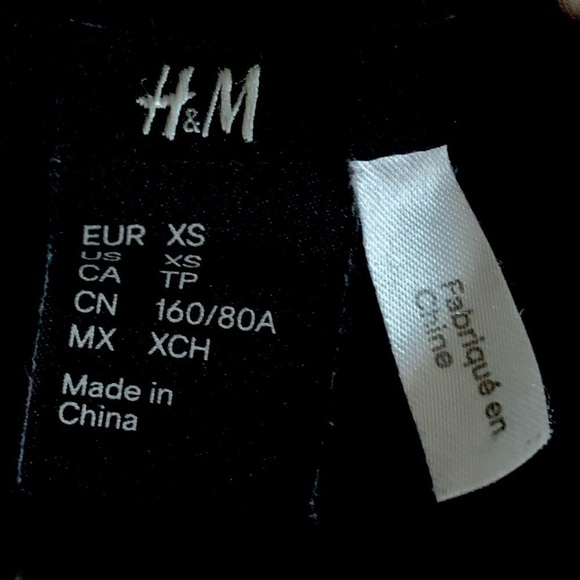 H&M
EUR XS
US XS
CA TP
CN 160/80A
MX XCH
Made in
China
Fabriqué en
Chine